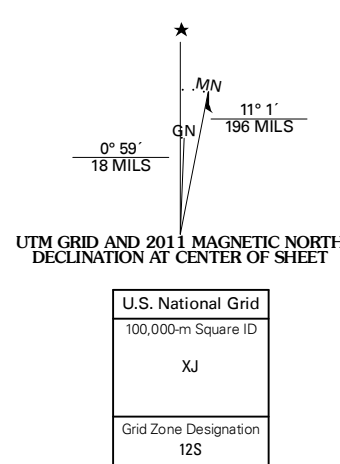 ★
MN
GN
11° 1´
196 MILS
0° 59´
18 MILS
UTM GRID AND 2011 MAGNETIC NORTH
DECLINATION AT CENTER OF SHEET
U.S. National Grid
100,000-m Square ID
XJ
Grid Zone Designation
12S